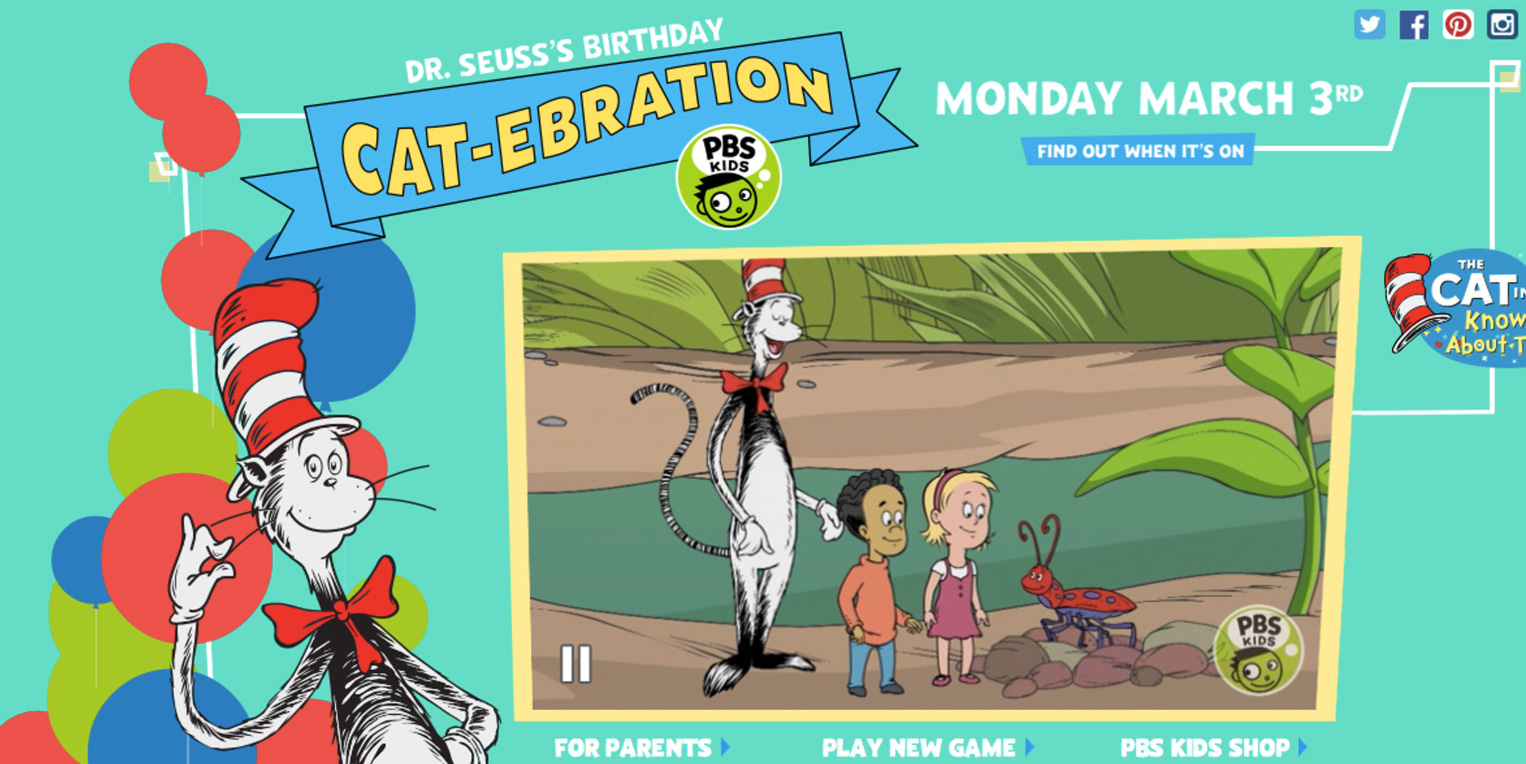 DR. SEUSS'S BIRTHDAY
CAT-EBRATION
PBS
KIDS
MONDAY MARCH 3RD
FIND OUT WHEN IT'S ON
THE
CAT
Know
About
PBS
KIDS
FOR PARENTS
PLAY NEW GAME
PBS KIDS SHOP